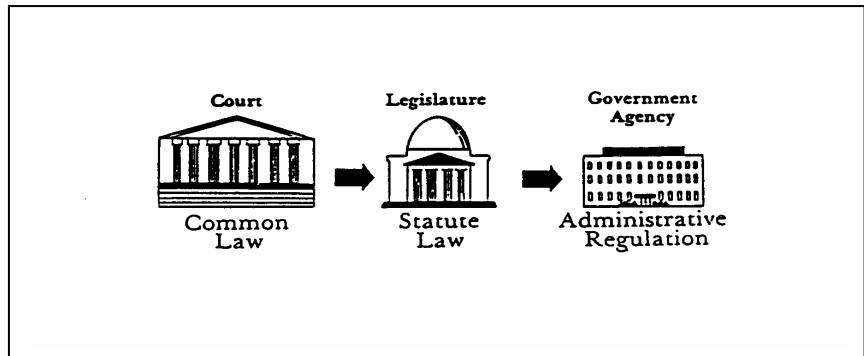 Court
Common
Law
Legislature
Statute
Law
Government
Agency
Administrative
Regulation